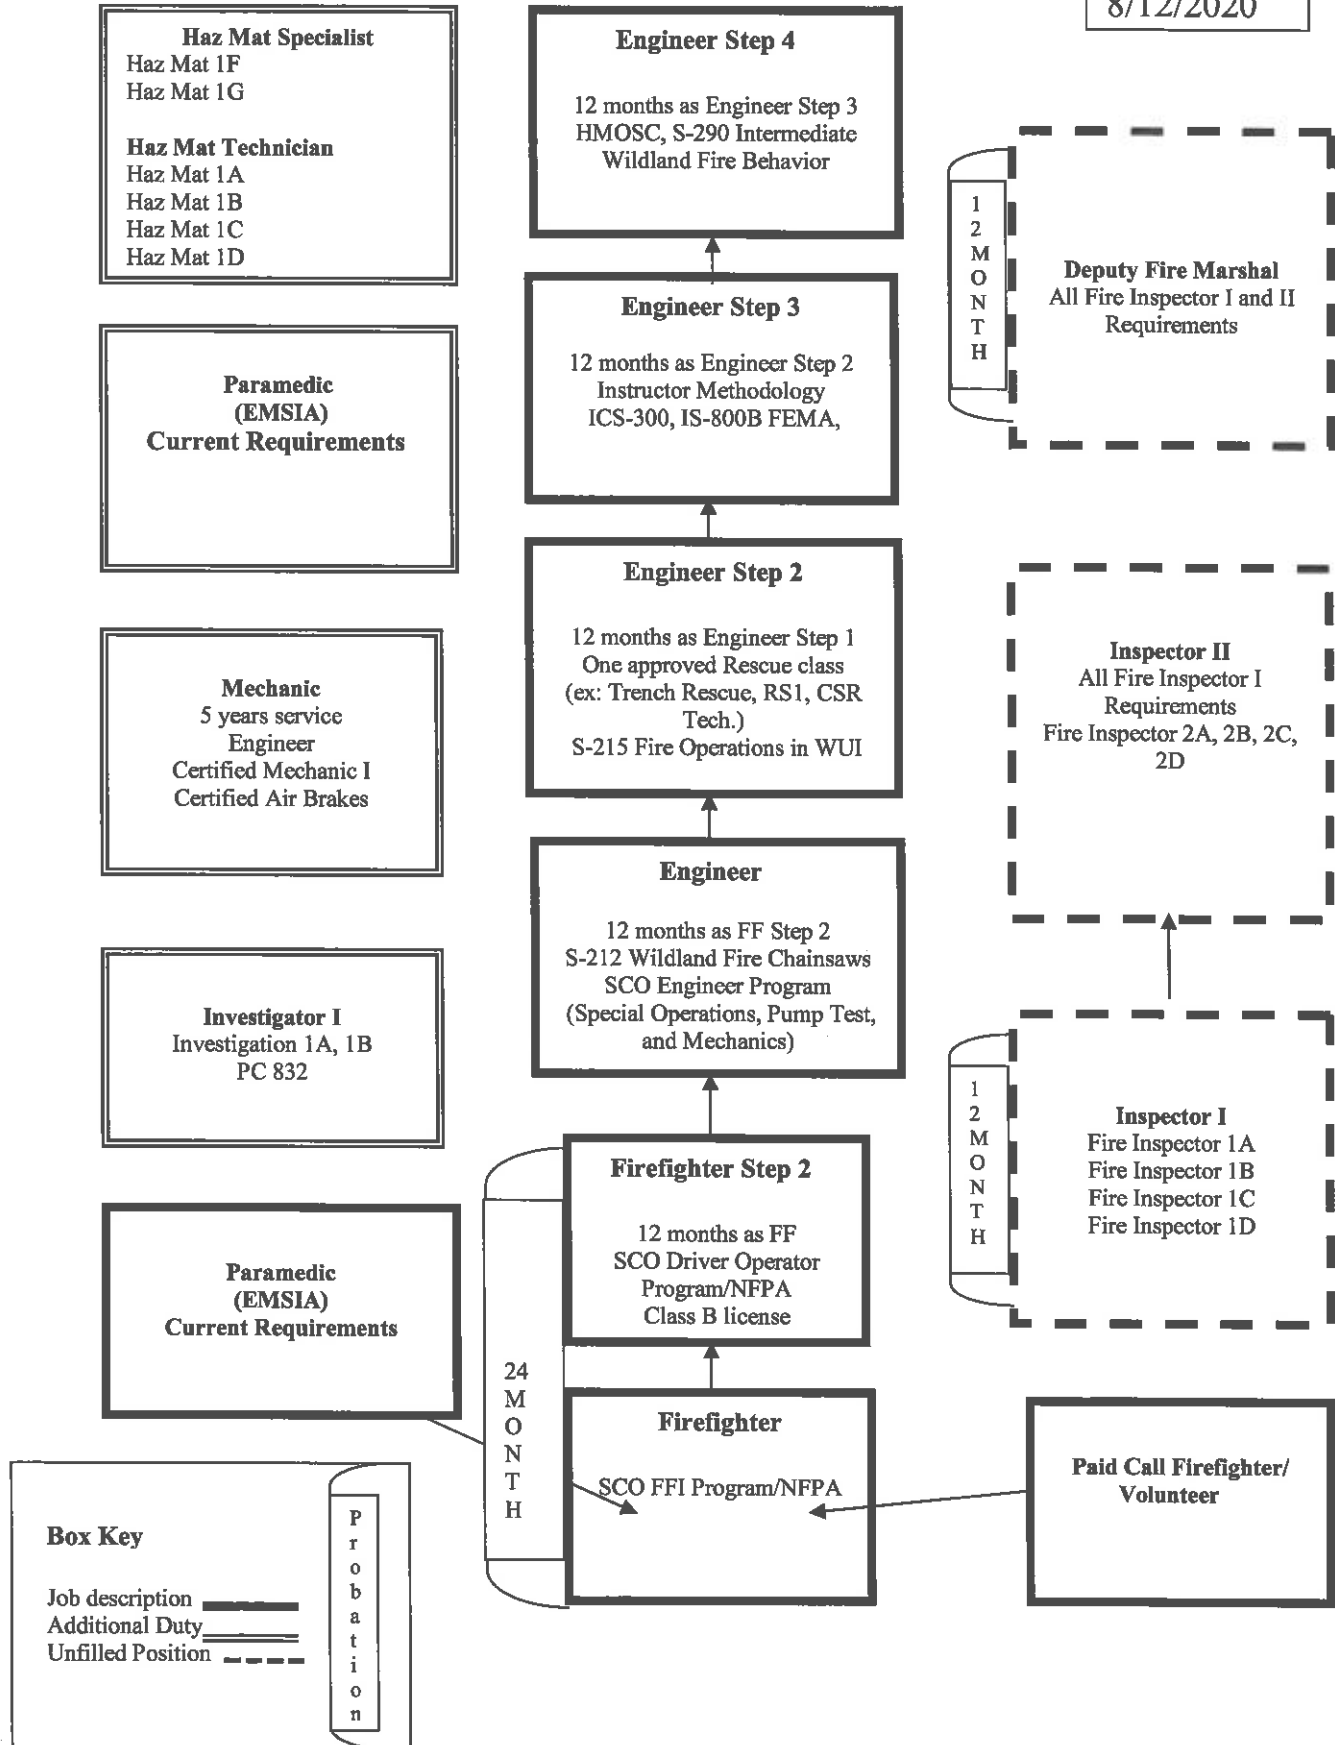 8/12/2020
Haz Mat Specialist
Haz Mat 1F
Haz Mat 1G
Haz Mat Technician
Haz Mat 1A
Haz Mat 1B
Haz Mat 1C
Haz Mat 1D
Paramedic
(EMSIA)
Current Requirements
Mechanic
5 years service
Engineer
Certified Mechanic I
Certified Air Brakes
Investigator I
Investigation 1A, 1B
PC 832
Paramedic
(EMSIA)
Current Requirements
Engineer Step 4
12 months as Engineer Step 3
HMOSC, S-290 Intermediate
Wildland Fire Behavior
Engineer Step 3
12 months as Engineer Step 2
Instructor Methodology
ICS-300, IS-800B FEMA,
Engineer Step 2
12 months as Engineer Step 1
One approved Rescue class
(ex: Trench Rescue, RS1, CSR
Tech.)
S-215 Fire Operations in WUI
Engineer
12 months as FF Step 2
S-212 Wildland Fire Chainsaws
SCO Engineer Program
(Special Operations, Pump Test,
and Mechanics)
Firefighter Step 2
12 months as FF
SCO Driver Operator
Program/NFPA
Class B license
24
M
O
N
T
H
Firefighter
SCO FFI Program/NFPA
1
2
M
O
N
T
H
Deputy Fire Marshal
All Fire Inspector I and II
Requirements
Inspector II
All Fire Inspector I
Requirements
Fire Inspector 2A, 2B, 2C,
2D
1
2
M
O
N
T
H
Inspector I
Fire Inspector 1A
Fire Inspector 1B
Fire Inspector 1C
Fire Inspector 1D
Paid Call Firefighter/
Volunteer
Box Key
Job description
Additional Duty
Unfilled Position
P
r
o
b
a
t
i
o
n